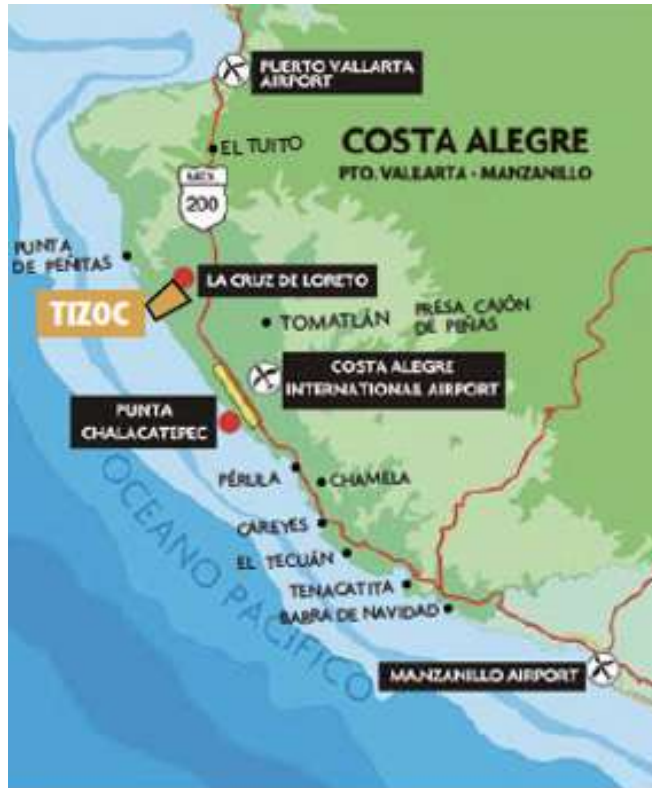 PUERTO VALLARTA
AIRPORT
COSTA ALEGRE
PTO. VALLARTA - MANZANILLO
EL TUITO
MEX
200
PUNTA
DE PEÑITAS
LA CRUZ DE LORETO
TIZOC
TOMATLÁN
PRESA CAJÓN
DE PEÑAS
COSTA ALEGRE
INTERNATIONAL AIRPORT
PUNTA
CHALACATEPEC
PÉRULA
CHAMELA
CAREYES
EL TECUÁN
TENACATITA
BARRA DE NAVIDAD
OCEANO PACIFICO
MANZANILLO AIRPORT